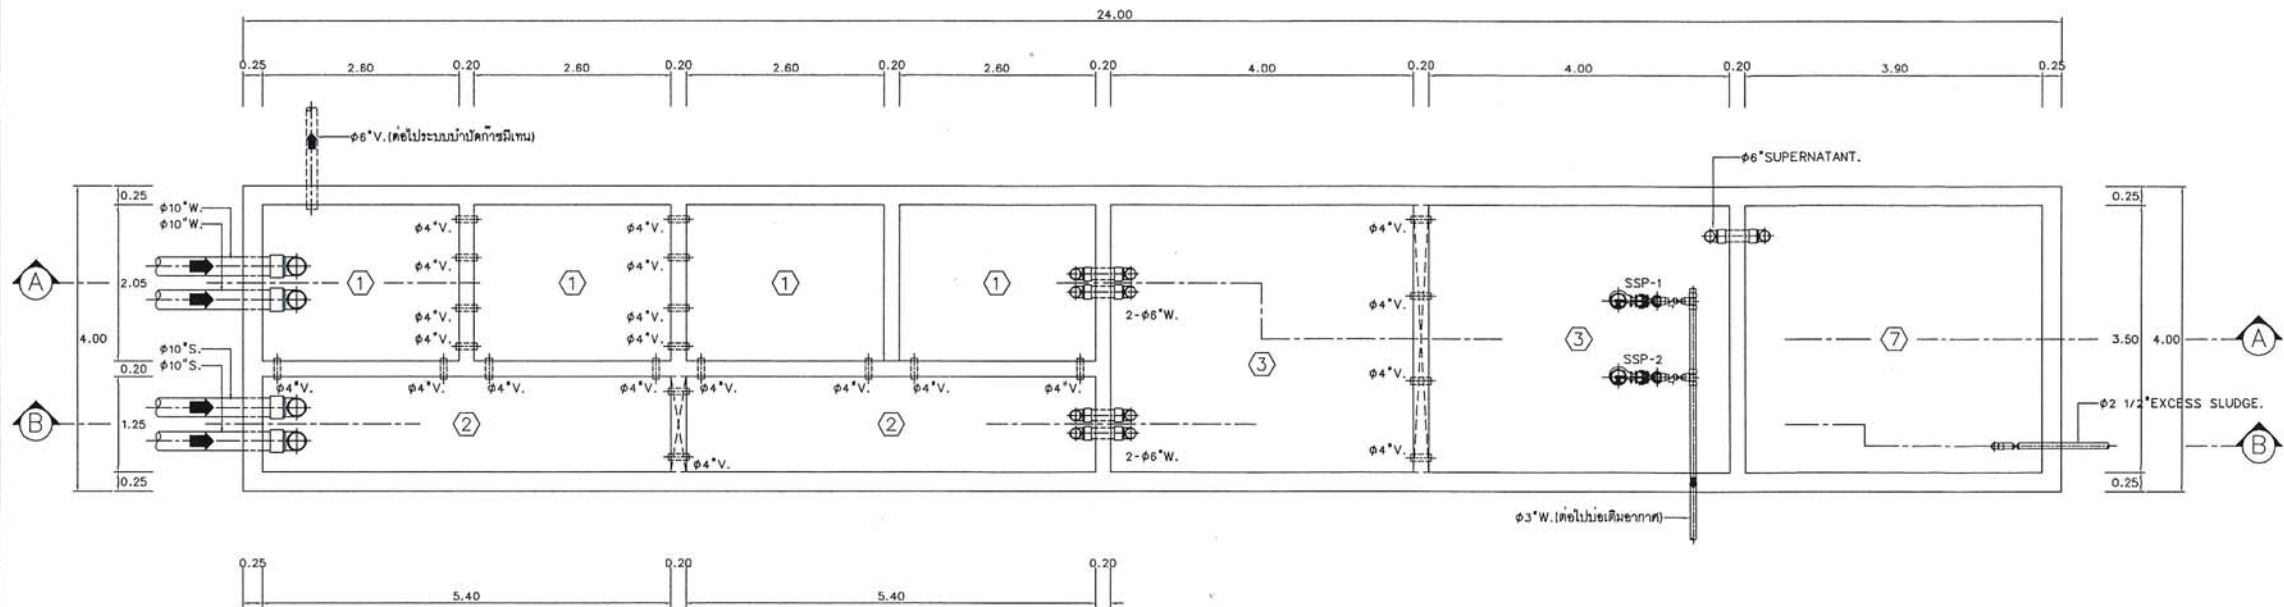 24.00
0.25 2.60 0.20 2.60 0.20 2.60 0.20 2.60 0.20 4.00 0.20 4.00 0.20 3.90 0.25
φ6"V.(ต่อไประบบบำบัดก๊าซมีเทน)
φ6"SUPERNATANT.
0.25
φ10"W.
φ10"W.
φ4"V. φ4"V. φ4"V.
0.25
A
2.05
1 1 1 1
φ4"V. φ4"V.
SSP-1
φ4"V. φ4"V. φ4"V.
2-φ6"W.
φ4"V. φ4"V.
4.00
3
7
3.50 4.00
A
φ10"S.
φ10"S.
0.20
φ4"V. φ4"V. φ4"V. φ4"V. φ4"V. φ4"V. φ4"V.
3
SSP-2
φ4"V.
B
1.25
2 2
φ2 1/2"EXCESS SLUDGE.
B
φ4"V.
2-φ6"W.
φ4"V.
0.25
0.25
φ3"W.(ต่อไปบ่อเติมอากาศ)
0.25 0.20 0.20
5.40 5.40